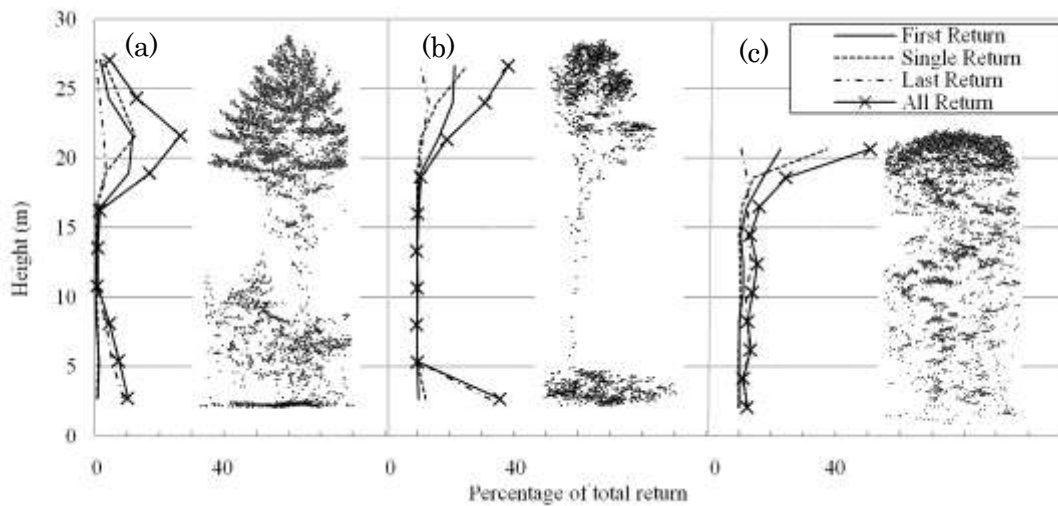 30
25
20
15
10
5
0
Height (m)
(a)
(b)
(c)
First Return
Single Return
Last Return
All Return
0 40 0 40 0 40
Percentage of total return